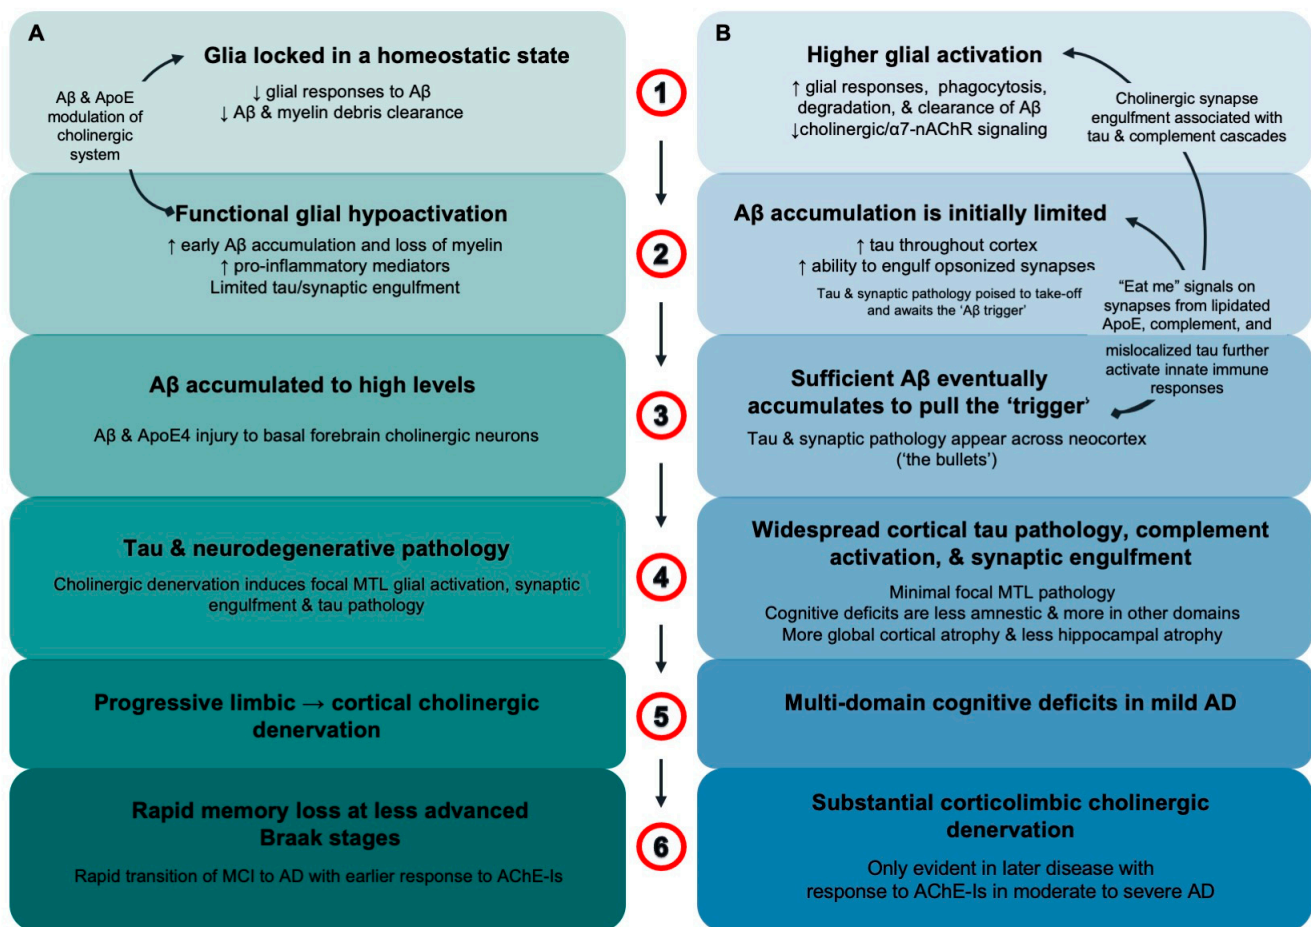 A
Glia locked in a homeostatic state
↓ glial responses to Aβ
↓ Aβ & myelin debris clearance
Aβ & ApoE
modulation of
cholinergic
system
Functional glial hypoactivation
↑ early Aβ accumulation and loss of myelin
↑ pro-inflammatory mediators
Limited tau/synaptic engulfment
Aβ accumulated to high levels
Aβ & ApoE4 injury to basal forebrain cholinergic neurons
Tau & neurodegenerative pathology
Cholinergic denervation induces focal MTL glial activation, synaptic
engulfment & tau pathology
Progressive limbic → cortical cholinergic
denervation
Rapid memory loss at less advanced
Braak stages
Rapid transition of MCI to AD with earlier response to AChE-Is
1
2
3
4
5
6
B
Higher glial activation
↑ glial responses, phagocytosis,
degradation, & clearance of Aβ
↓cholinergic/α7-nAChR signaling
Cholinergic synapse
engulfment associated with
tau & complement cascades
Aβ accumulation is initially limited
↑ tau throughout cortex
↑ ability to engulf opsonized synapses
Tau & synaptic pathology poised to take-off
and awaits the ‘Aβ trigger’
“Eat me” signals on
synapses from lipidated
ApoE, complement, and
mislocalized tau further
activate innate immune
responses
Sufficient Aβ eventually
accumulates to pull the ‘trigger’
Tau & synaptic pathology appear across neocortex
(‘the bullets’)
Widespread cortical tau pathology, complement
activation, & synaptic engulfment
Minimal focal MTL pathology
Cognitive deficits are less amnestic & more in other domains
More global cortical atrophy & less hippocampal atrophy
Multi-domain cognitive deficits in mild AD
Substantial corticolimbic cholinergic
denervation
Only evident in later disease with
response to AChE-Is in moderate to severe AD